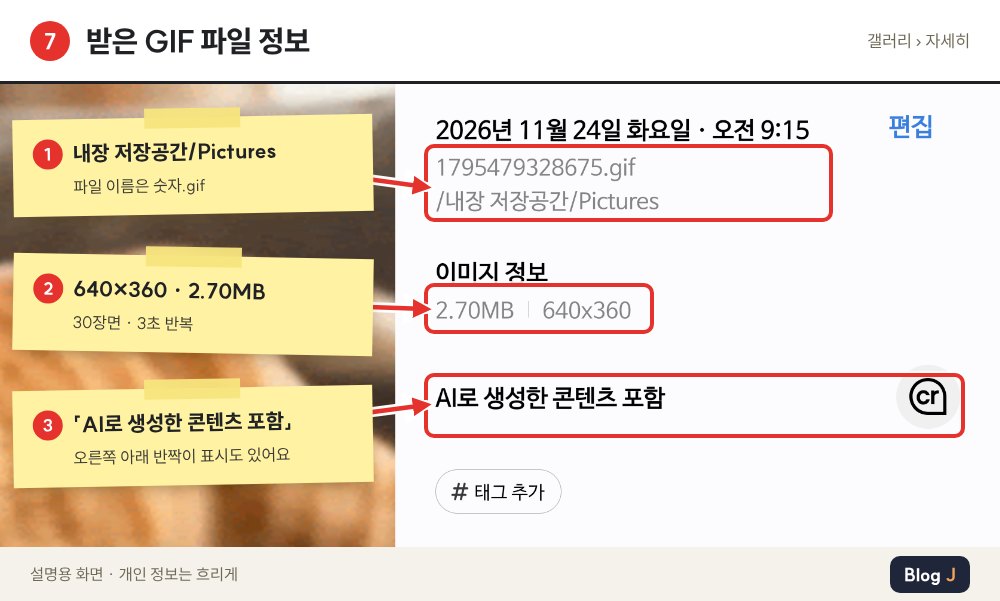 7 받은 GIF 파일 정보
갤러리 › 자세히
1 내장 저장공간/Pictures
파일 이름은 숫자.gif
2 640×360 · 2.70MB
30장면 · 3초 반복
3 「AI로 생성한 콘텐츠 포함」
오른쪽 아래 반짝이 표시도 있어요
2026년 11월 24일 화요일 · 오전 9:15
편집
1795479328675.gif
/내장 저장공간/Pictures
이미지 정보
2.70MB | 640x360
AI로 생성한 콘텐츠 포함
cr
# 태그 추가
설명용 화면 · 개인 정보는 흐리게
Blog J